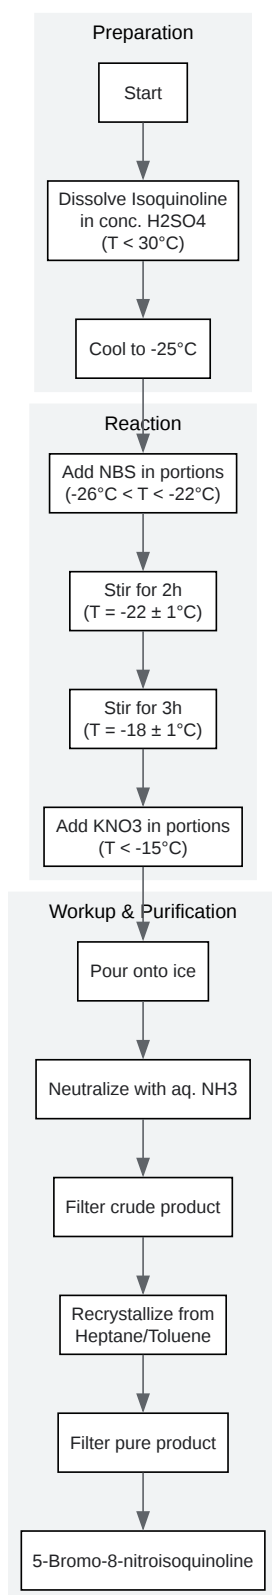 Preparation
Start
Dissolve Isoquinoline
in conc. H2SO4
(T < 30°C)
Cool to -25°C
Reaction
Add NBS in portions
(-26°C < T < -22°C)
Stir for 2h
(T = -22 ± 1°C)
Stir for 3h
(T = -18 ± 1°C)
Add KNO3 in portions
(T < -15°C)
Workup & Purification
Pour onto ice
Neutralize with aq. NH3
Filter crude product
Recrystallize from
Heptane/Toluene
Filter pure product
5-Bromo-8-nitroisoquinoline